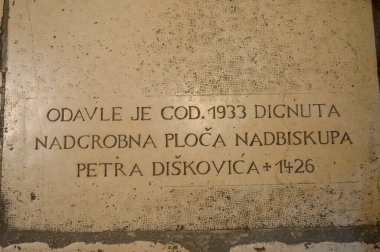 ODAVLE JE GOD. 1933 DIGNUTA
NADGROBNA PLOČA NADBISKUPA
PETRA DIŠKOVIĆA + 1426